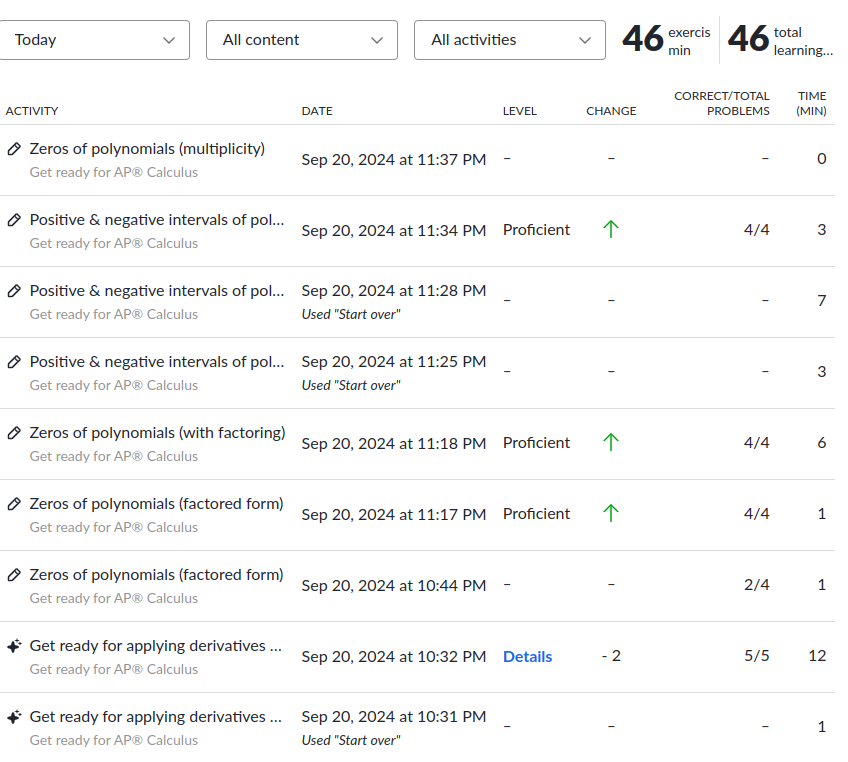 Today All content All activities 46 exercis min 46 total learning...
ACTIVITY DATE LEVEL CHANGE CORRECT/TOTAL PROBLEMS TIME (MIN)
Zeros of polynomials (multiplicity) Sep 20, 2024 at 11:37 PM – – – 0
Get ready for AP® Calculus
Positive & negative intervals of pol... Sep 20, 2024 at 11:34 PM Proficient ↑ 4/4 3
Get ready for AP® Calculus
Positive & negative intervals of pol... Sep 20, 2024 at 11:28 PM – – – 7
Get ready for AP® Calculus Used "Start over"
Positive & negative intervals of pol... Sep 20, 2024 at 11:25 PM – – – 3
Get ready for AP® Calculus Used "Start over"
Zeros of polynomials (with factoring) Sep 20, 2024 at 11:18 PM Proficient ↑ 4/4 6
Get ready for AP® Calculus
Zeros of polynomials (factored form) Sep 20, 2024 at 11:17 PM Proficient ↑ 4/4 1
Get ready for AP® Calculus
Zeros of polynomials (factored form) Sep 20, 2024 at 10:44 PM – – 2/4 1
Get ready for AP® Calculus
Get ready for applying derivatives ... Sep 20, 2024 at 10:32 PM Details - 2 5/5 12
Get ready for AP® Calculus
Get ready for applying derivatives ... Sep 20, 2024 at 10:31 PM – – – 1
Get ready for AP® Calculus Used "Start over"